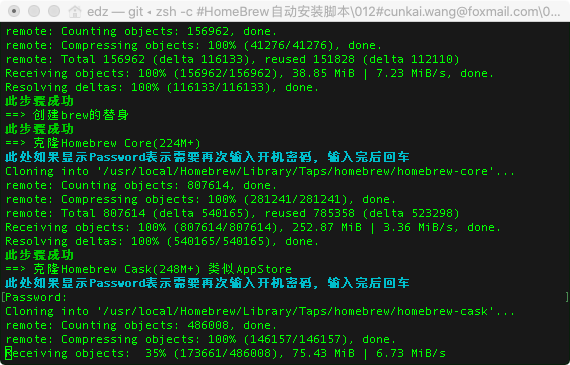 edz — git ◂ zsh -c #HomeBrew自动安装脚本\012#cunkai.wang@foxmail.com\0...
remote: Counting objects: 156962, done.
remote: Compressing objects: 100% (41276/41276), done.
remote: Total 156962 (delta 116133), reused 151828 (delta 112110)
Receiving objects: 100% (156962/156962), 38.85 MiB | 7.23 MiB/s, done.
Resolving deltas: 100% (116133/116133), done.
此步骤成功
==> 创建brew的替身
此步骤成功
==> 克隆Homebrew Core(224M+)
此处如果显示Password表示需要再次输入开机密码，输入完后回车
Cloning into '/usr/local/Homebrew/Library/Taps/homebrew/homebrew-core'...
remote: Counting objects: 807614, done.
remote: Compressing objects: 100% (281241/281241), done.
remote: Total 807614 (delta 540165), reused 785358 (delta 523298)
Receiving objects: 100% (807614/807614), 252.87 MiB | 3.36 MiB/s, done.
Resolving deltas: 100% (540165/540165), done.
此步骤成功
==> 克隆Homebrew Cask(248M+) 类似AppStore
此处如果显示Password表示需要再次输入开机密码，输入完后回车
Password:
Cloning into '/usr/local/Homebrew/Library/Taps/homebrew/homebrew-cask'...
remote: Counting objects: 486008, done.
remote: Compressing objects: 100% (146157/146157), done.
Receiving objects:  35% (173661/486008), 75.43 MiB | 6.73 MiB/s